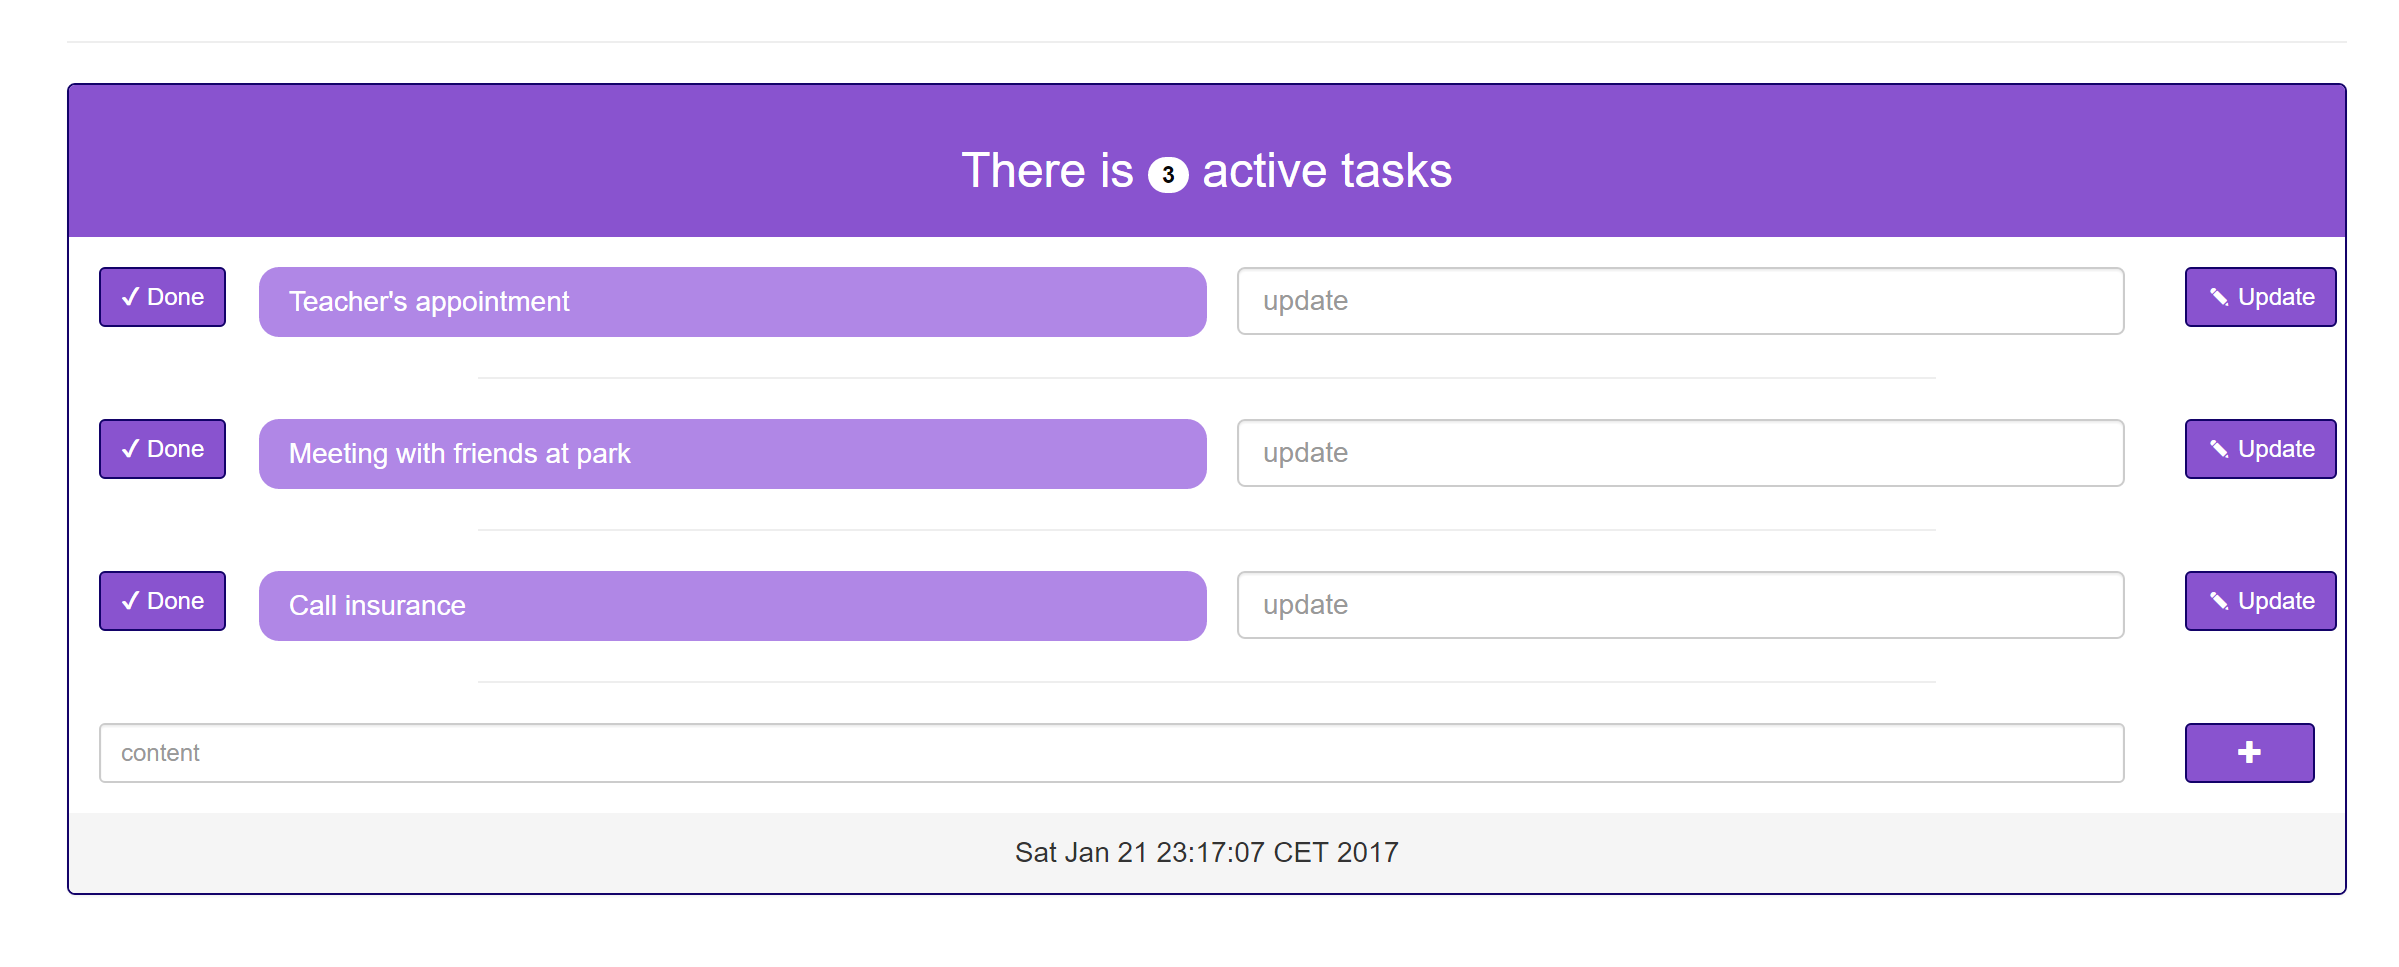 There is 3 active tasks
Done Teacher's appointment update Update
Done Meeting with friends at park update Update
Done Call insurance update Update
content
Sat Jan 21 23:17:07 CET 2017